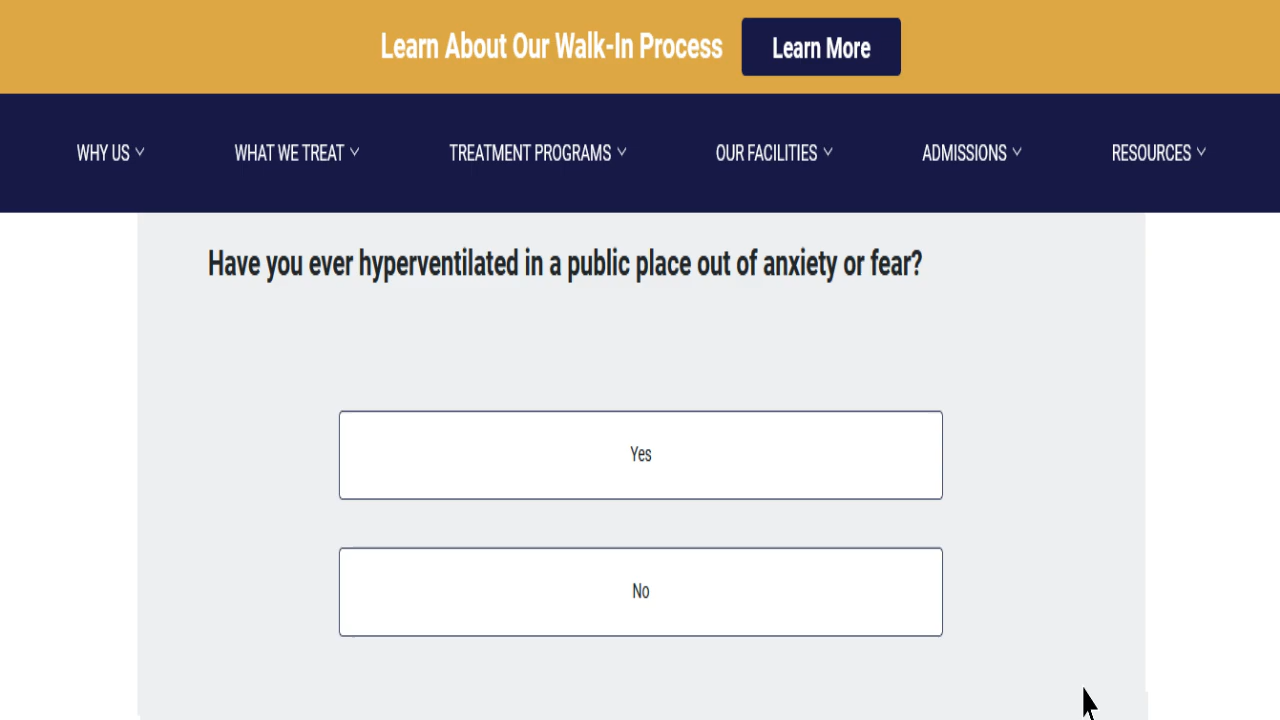 Learn About Our Walk-In Process Learn More
WHY US WHAT WE TREAT TREATMENT PROGRAMS OUR FACILITIES ADMISSIONS RESOURCES
Have you ever hyperventilated in a public place out of anxiety or fear?
Yes
No